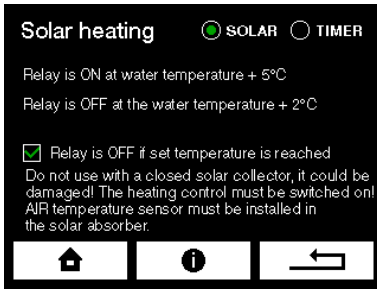 Solar heating SOLAR TIMER
Relay is ON at water temperature + 5°C
Relay is OFF at the water temperature + 2°C
Relay is OFF if set temperature is reached
Do not use with a closed solar collector, it could be
damaged! The heating control must be switched on!
AIR temperature sensor must be installed in
the solar absorber.